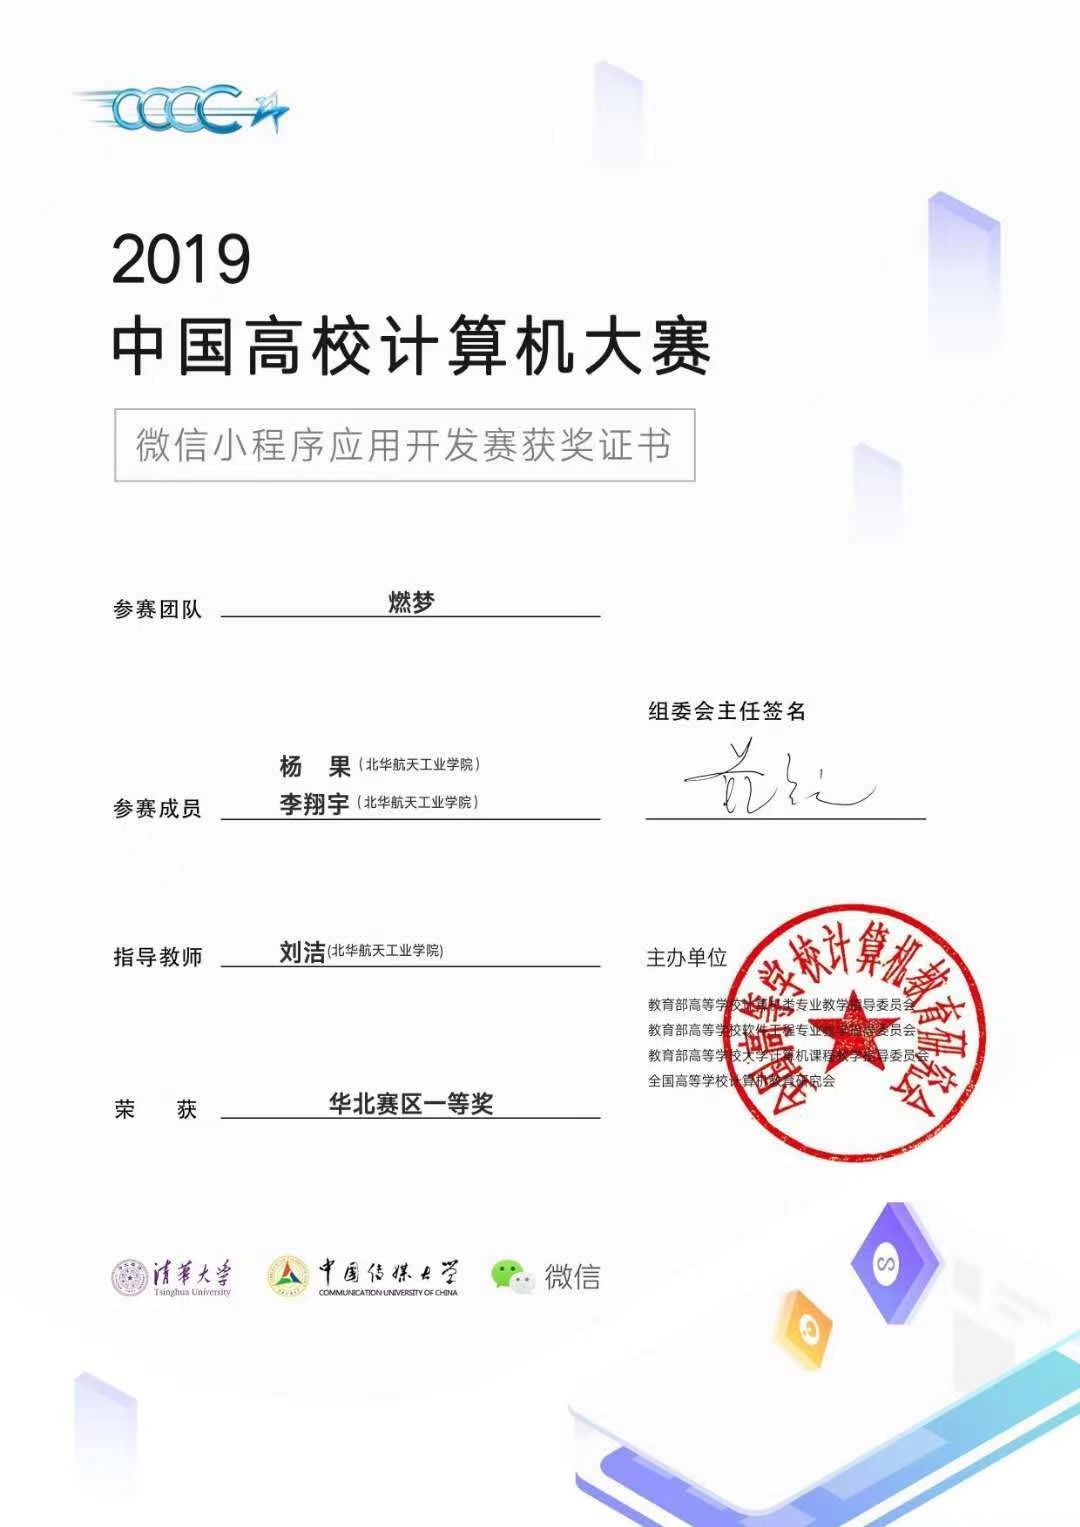 CCCC
2019
中国高校计算机大赛
微信小程序应用开发赛获奖证书
参赛团队 燃梦
组委会主任签名
杨 果（北华航天工业学院）
参赛成员 李翔宇（北华航天工业学院）
指导教师 刘洁(北华航天工业学院)
主办单位
教育部高等学校计算机类专业教学指导委员会
教育部高等学校软件工程专业教学指导委员会
教育部高等学校大学计算机课程教学指导委员会
全国高等学校计算机教育研究会
全国高等学校计算机教育研究会
荣 获 华北赛区一等奖
清华大学
Tsinghua University
中国传媒大学
COMMUNICATION UNIVERSITY OF CHINA
微信